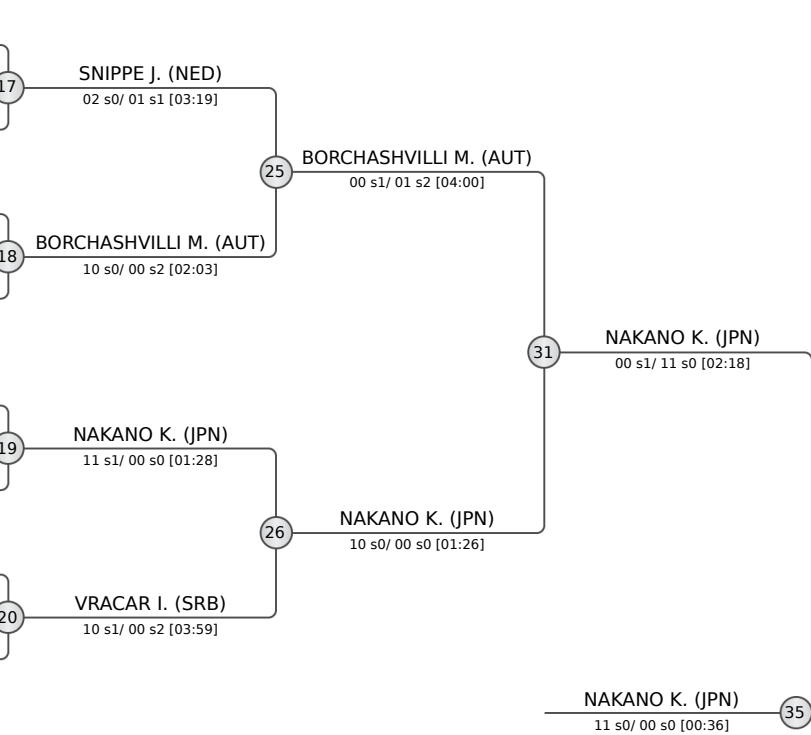 17
SNIPPE J. (NED)
02 s0/ 01 s1 [03:19]
25
BORCHASHVILLI M. (AUT)
00 s1/ 01 s2 [04:00]
18
BORCHASHVILLI M. (AUT)
10 s0/ 00 s2 [02:03]
31
NAKANO K. (JPN)
00 s1/ 11 s0 [02:18]
19
NAKANO K. (JPN)
11 s1/ 00 s0 [01:28]
26
NAKANO K. (JPN)
10 s0/ 00 s0 [01:26]
20
VRACAR I. (SRB)
10 s1/ 00 s2 [03:59]
NAKANO K. (JPN)
35
11 s0/ 00 s0 [00:36]